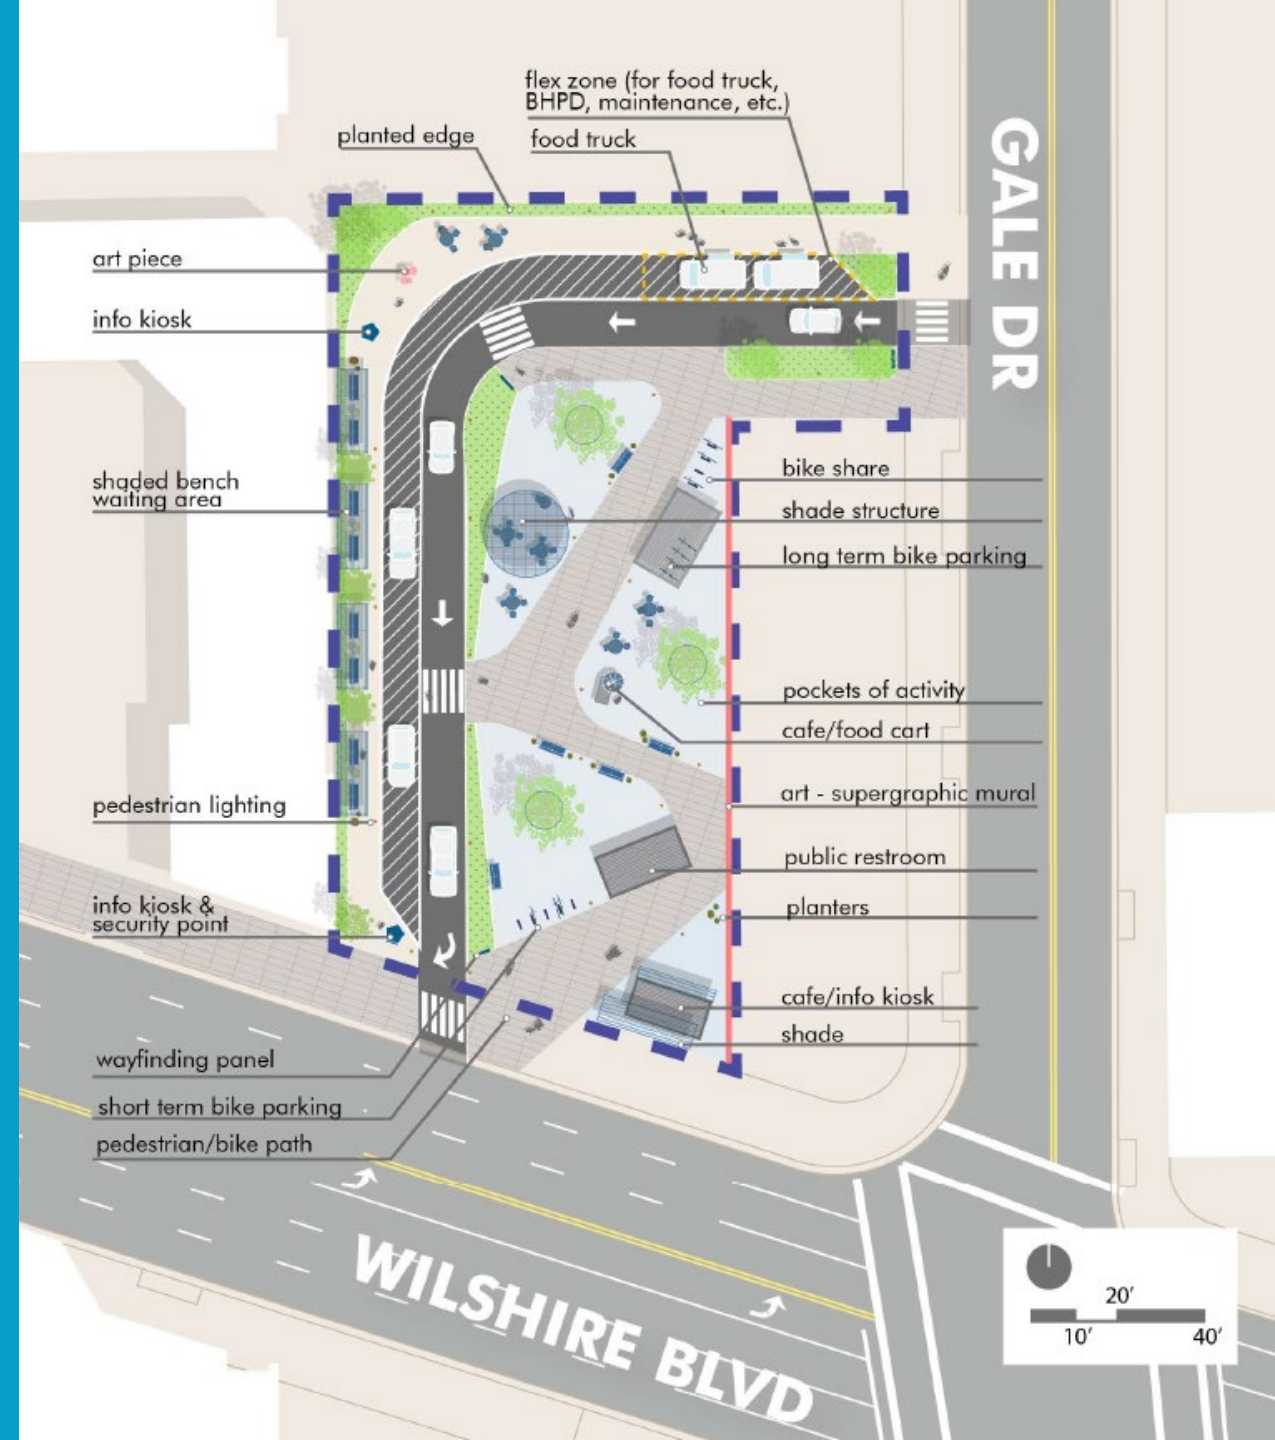 flex zone (for food truck,
BHPD, maintenance, etc.)
planted edge
food truck
GALE DR
art piece
info kiosk
shaded bench
waiting area
bike share
shade structure
long term bike parking
pockets of activity
cafe/food cart
art - supergraphic mural
pedestrian lighting
public restroom
info kiosk &
security point
planters
cafe/info kiosk
shade
wayfinding panel
short term bike parking
pedestrian/bike path
WILSHIRE BLVD
20'
10'
40'